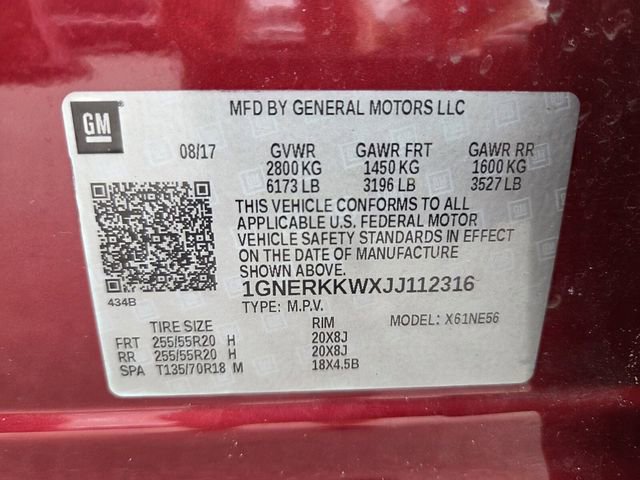 GM
MFD BY GENERAL MOTORS LLC
08/17 GVWR GAWR FRT GAWR RR
2800 KG 1450 KG 1600 KG
6173 LB 3196 LB 3527 LB
THIS VEHICLE CONFORMS TO ALL
APPLICABLE U.S. FEDERAL MOTOR
VEHICLE SAFETY STANDARDS IN EFFECT
ON THE DATE OF MANUFACTURE
SHOWN ABOVE.
1GNERKKWXJJ112316
434B
TYPE: M.P.V. MODEL: X61NE56
TIRE SIZE RIM
FRT 255/55R20 H 20X8J
RR 255/55R20 H 20X8J
SPA T135/70R18 M 18X4.5B